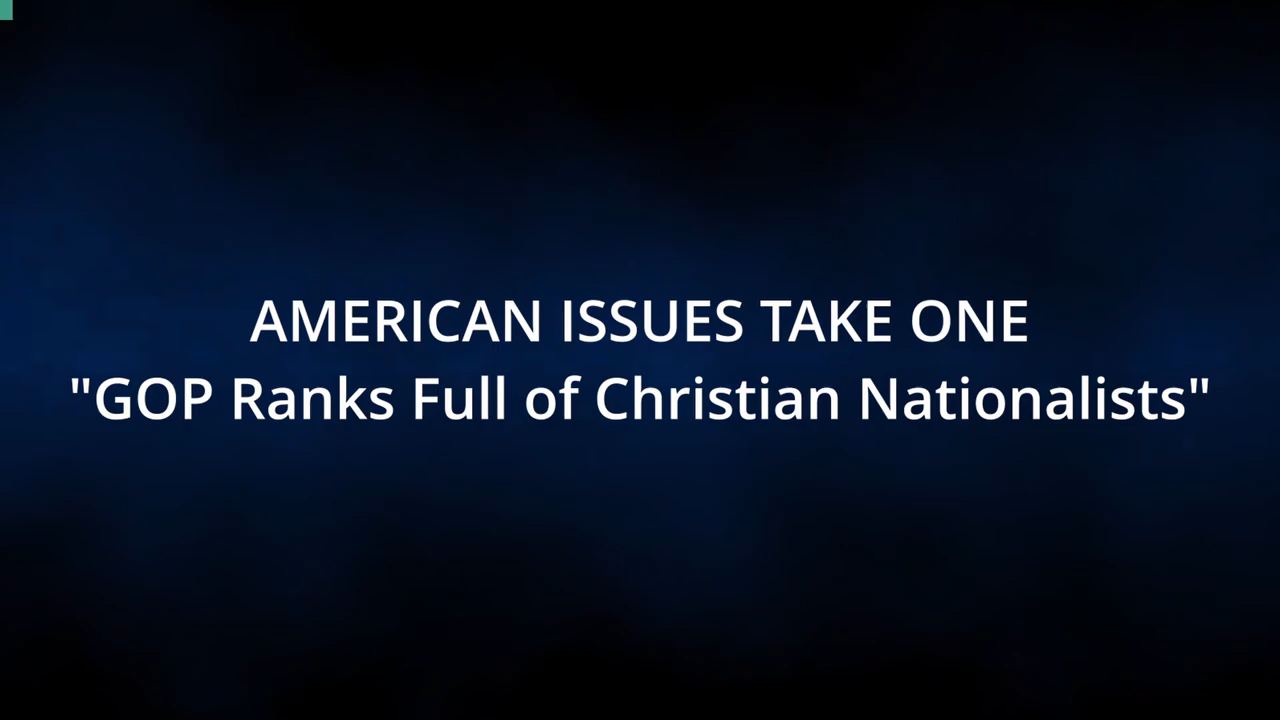 AMERICAN ISSUES TAKE ONE
"GOP Ranks Full of Christian Nationalists"